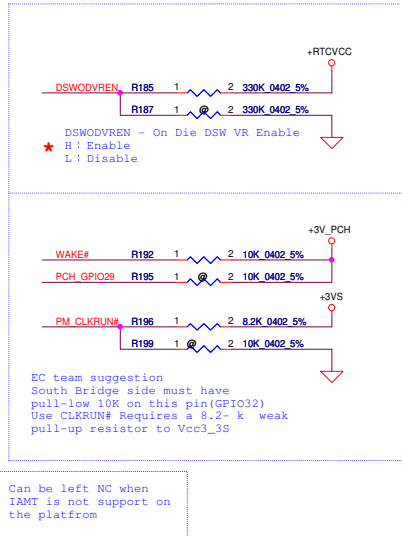 +RTCVCC
DSWODVREN R185 1 2 330K_0402_5%
R187 1 @ 2 330K_0402_5%
DSWODVREN - On Die DSW VR Enable
* H：Enable
L：Disable
+3V_PCH
WAKE# R192 1 2 10K_0402_5%
PCH_GPIO29 R195 1 @ 2 10K_0402_5%
+3VS
PM_CLKRUN# R196 1 2 8.2K_0402_5%
R199 1 @ 2 10K_0402_5%
EC team suggestion
South Bridge side must have
pull-low 10K on this pin(GPIO32)
Use CLKRUN# Requires a 8.2- k weak
pull-up resistor to Vcc3_3S
Can be left NC when
IAMT is not support on
the platfrom